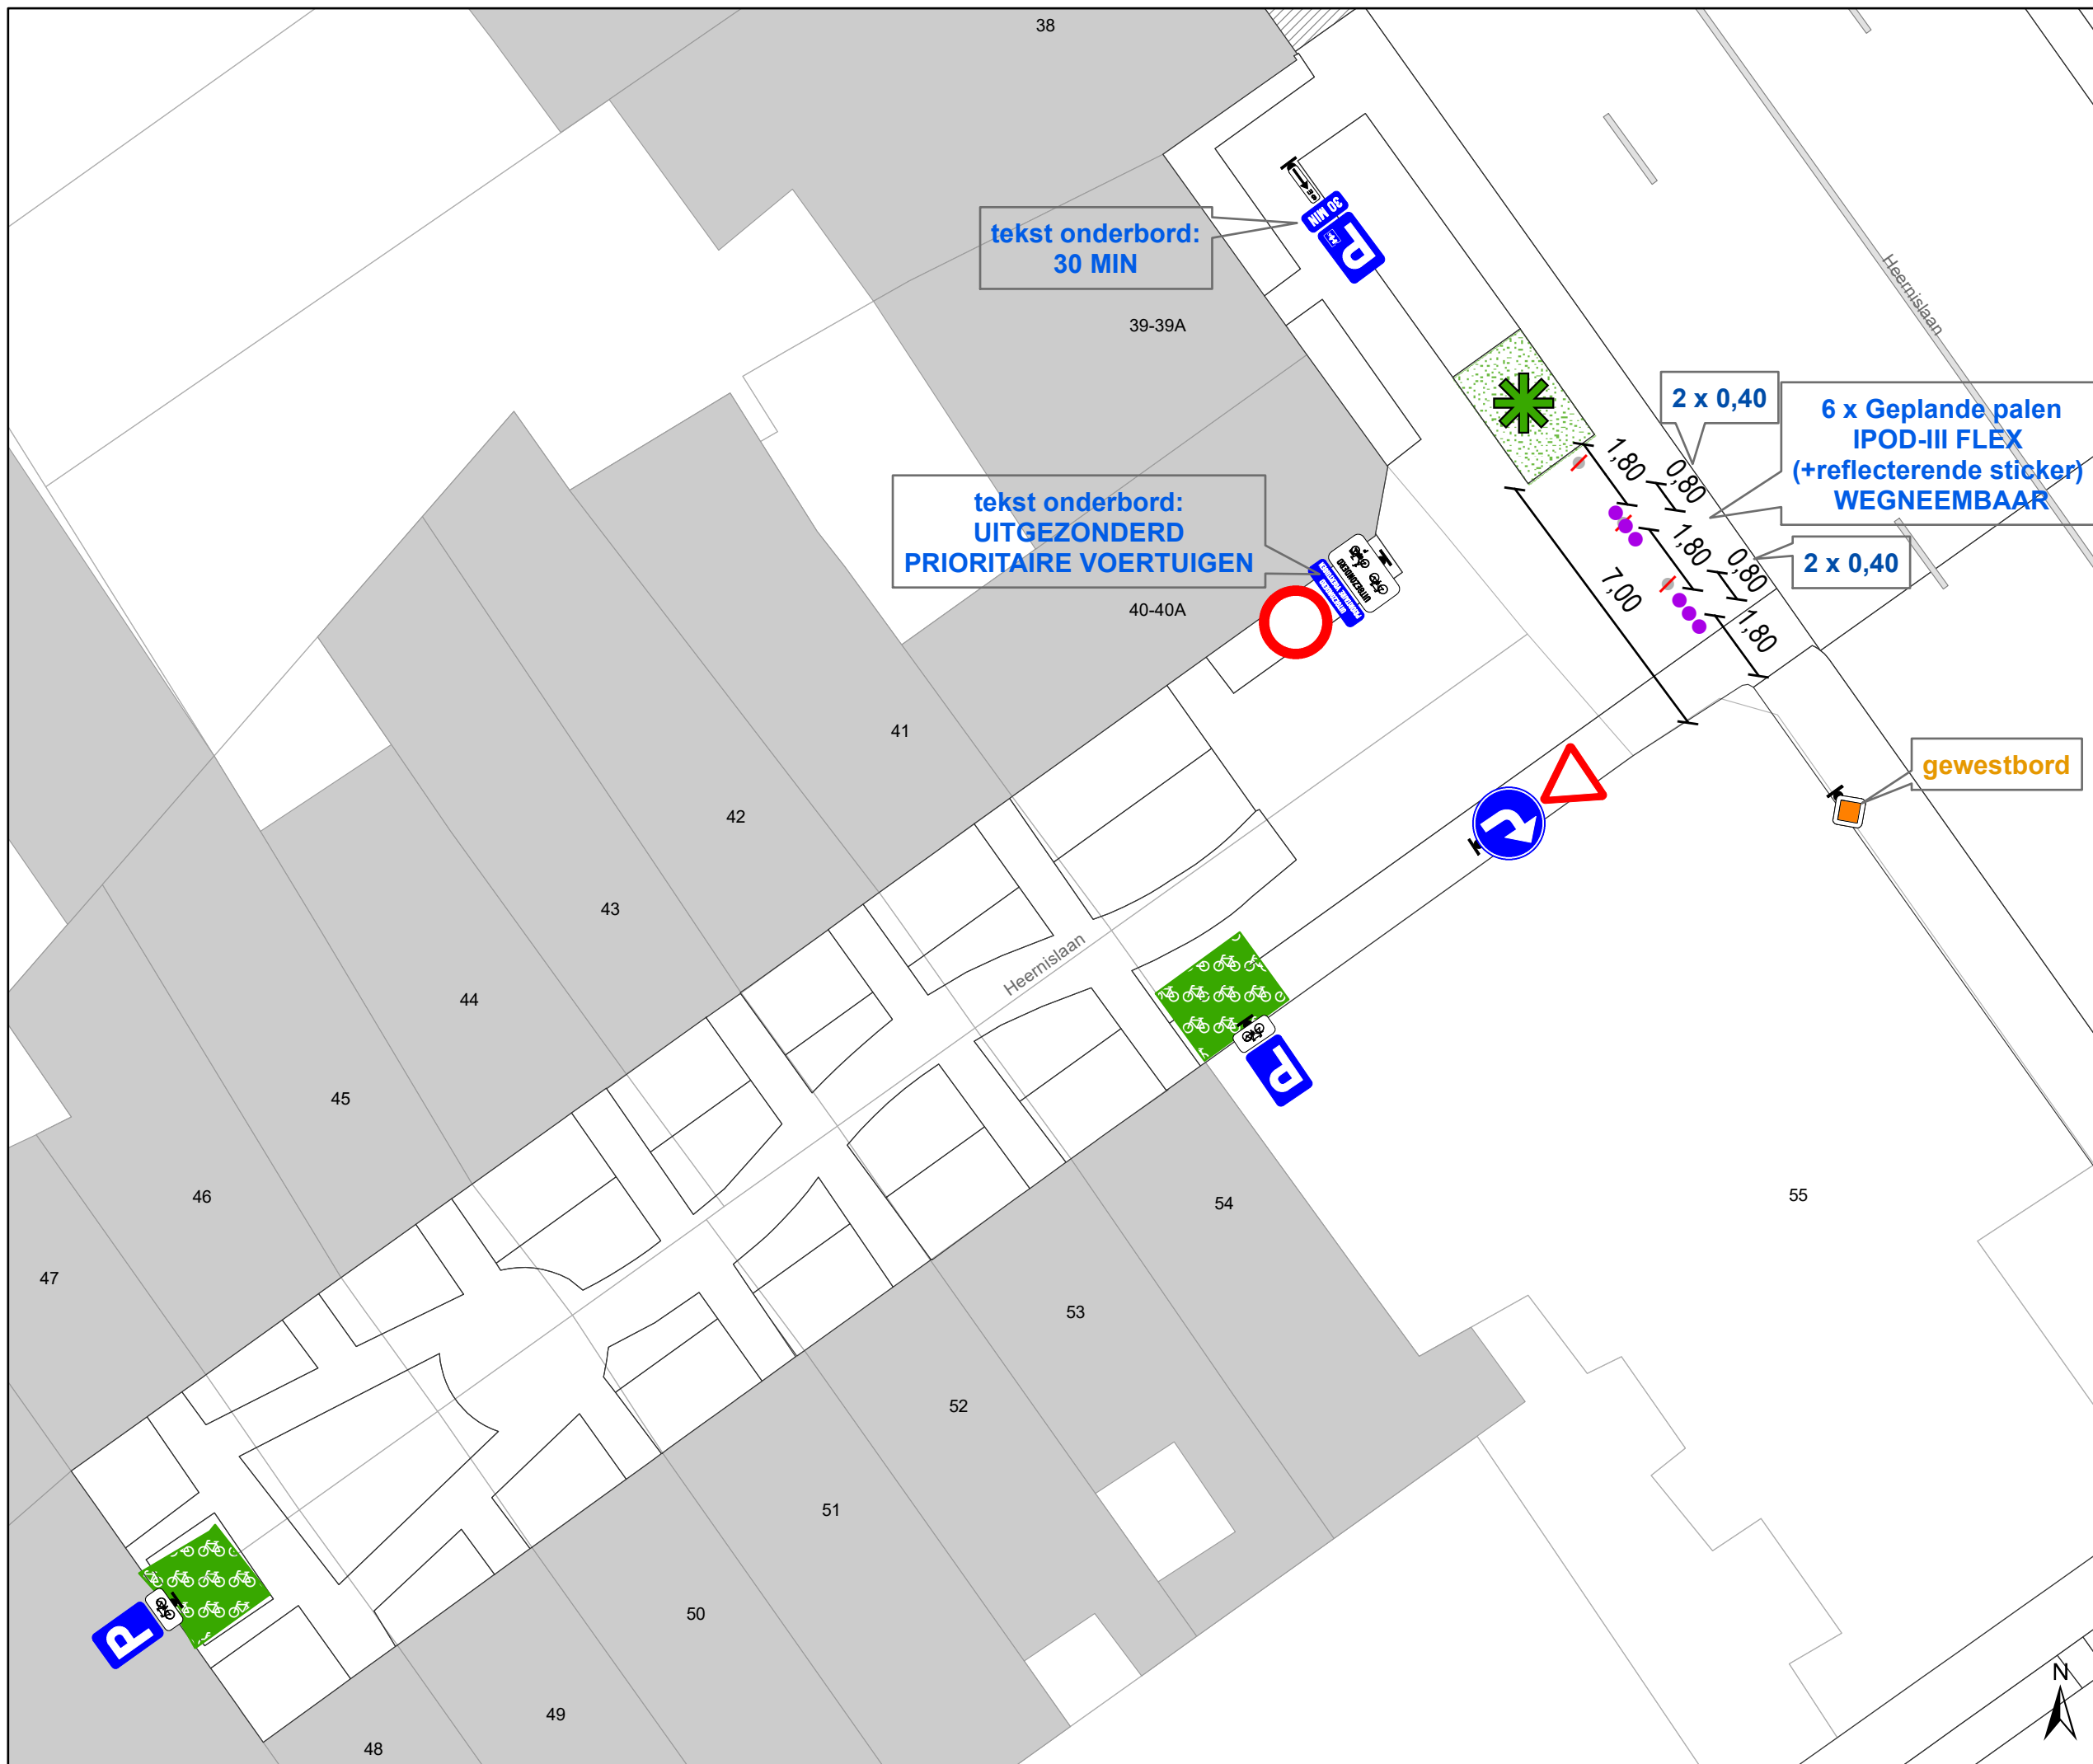 38
tekst onderbord:
30 MIN
30 MIN
P
Heernislaan
39-39A
2 x 0,40
6 x Geplande palen
IPOD-III FLEX
(+reflecterende sticker)
WEGNEEMBAAR
1,80
0,80
1,80
0,80
1,80
7,00
2 x 0,40
tekst onderbord:
UITGEZONDERD
PRIORITAIRE VOERTUIGEN
UITGEZONDERD
40-40A
41
gewestbord
42
43
Heernislaan
44
P
45
46
54
55
47
53
52
51
P
50
49
48
N